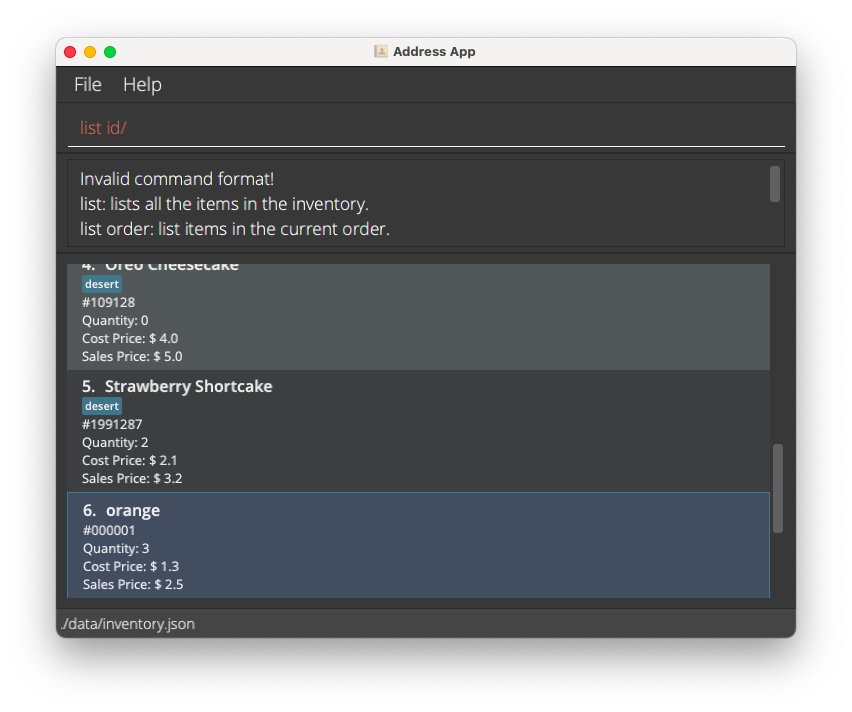 Address App
File Help
list id/
Invalid command format!
list: lists all the items in the inventory.
list order: list items in the current order.
4. Oreo Cheesecake
desert
#109128
Quantity: 0
Cost Price: $ 4.0
Sales Price: $ 5.0
5. Strawberry Shortcake
desert
#1991287
Quantity: 2
Cost Price: $ 2.1
Sales Price: $ 3.2
6. orange
#000001
Quantity: 3
Cost Price: $ 1.3
Sales Price: $ 2.5
./data/inventory.json